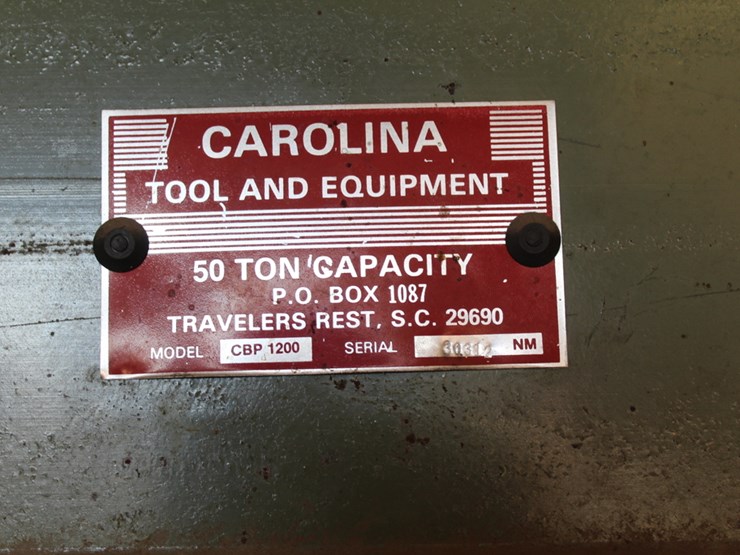 CAROLINA
TOOL AND EQUIPMENT
50 TON CAPACITY
P.O. BOX 1087
TRAVELERS REST, S.C. 29690
MODEL CBP 1200 SERIAL NM